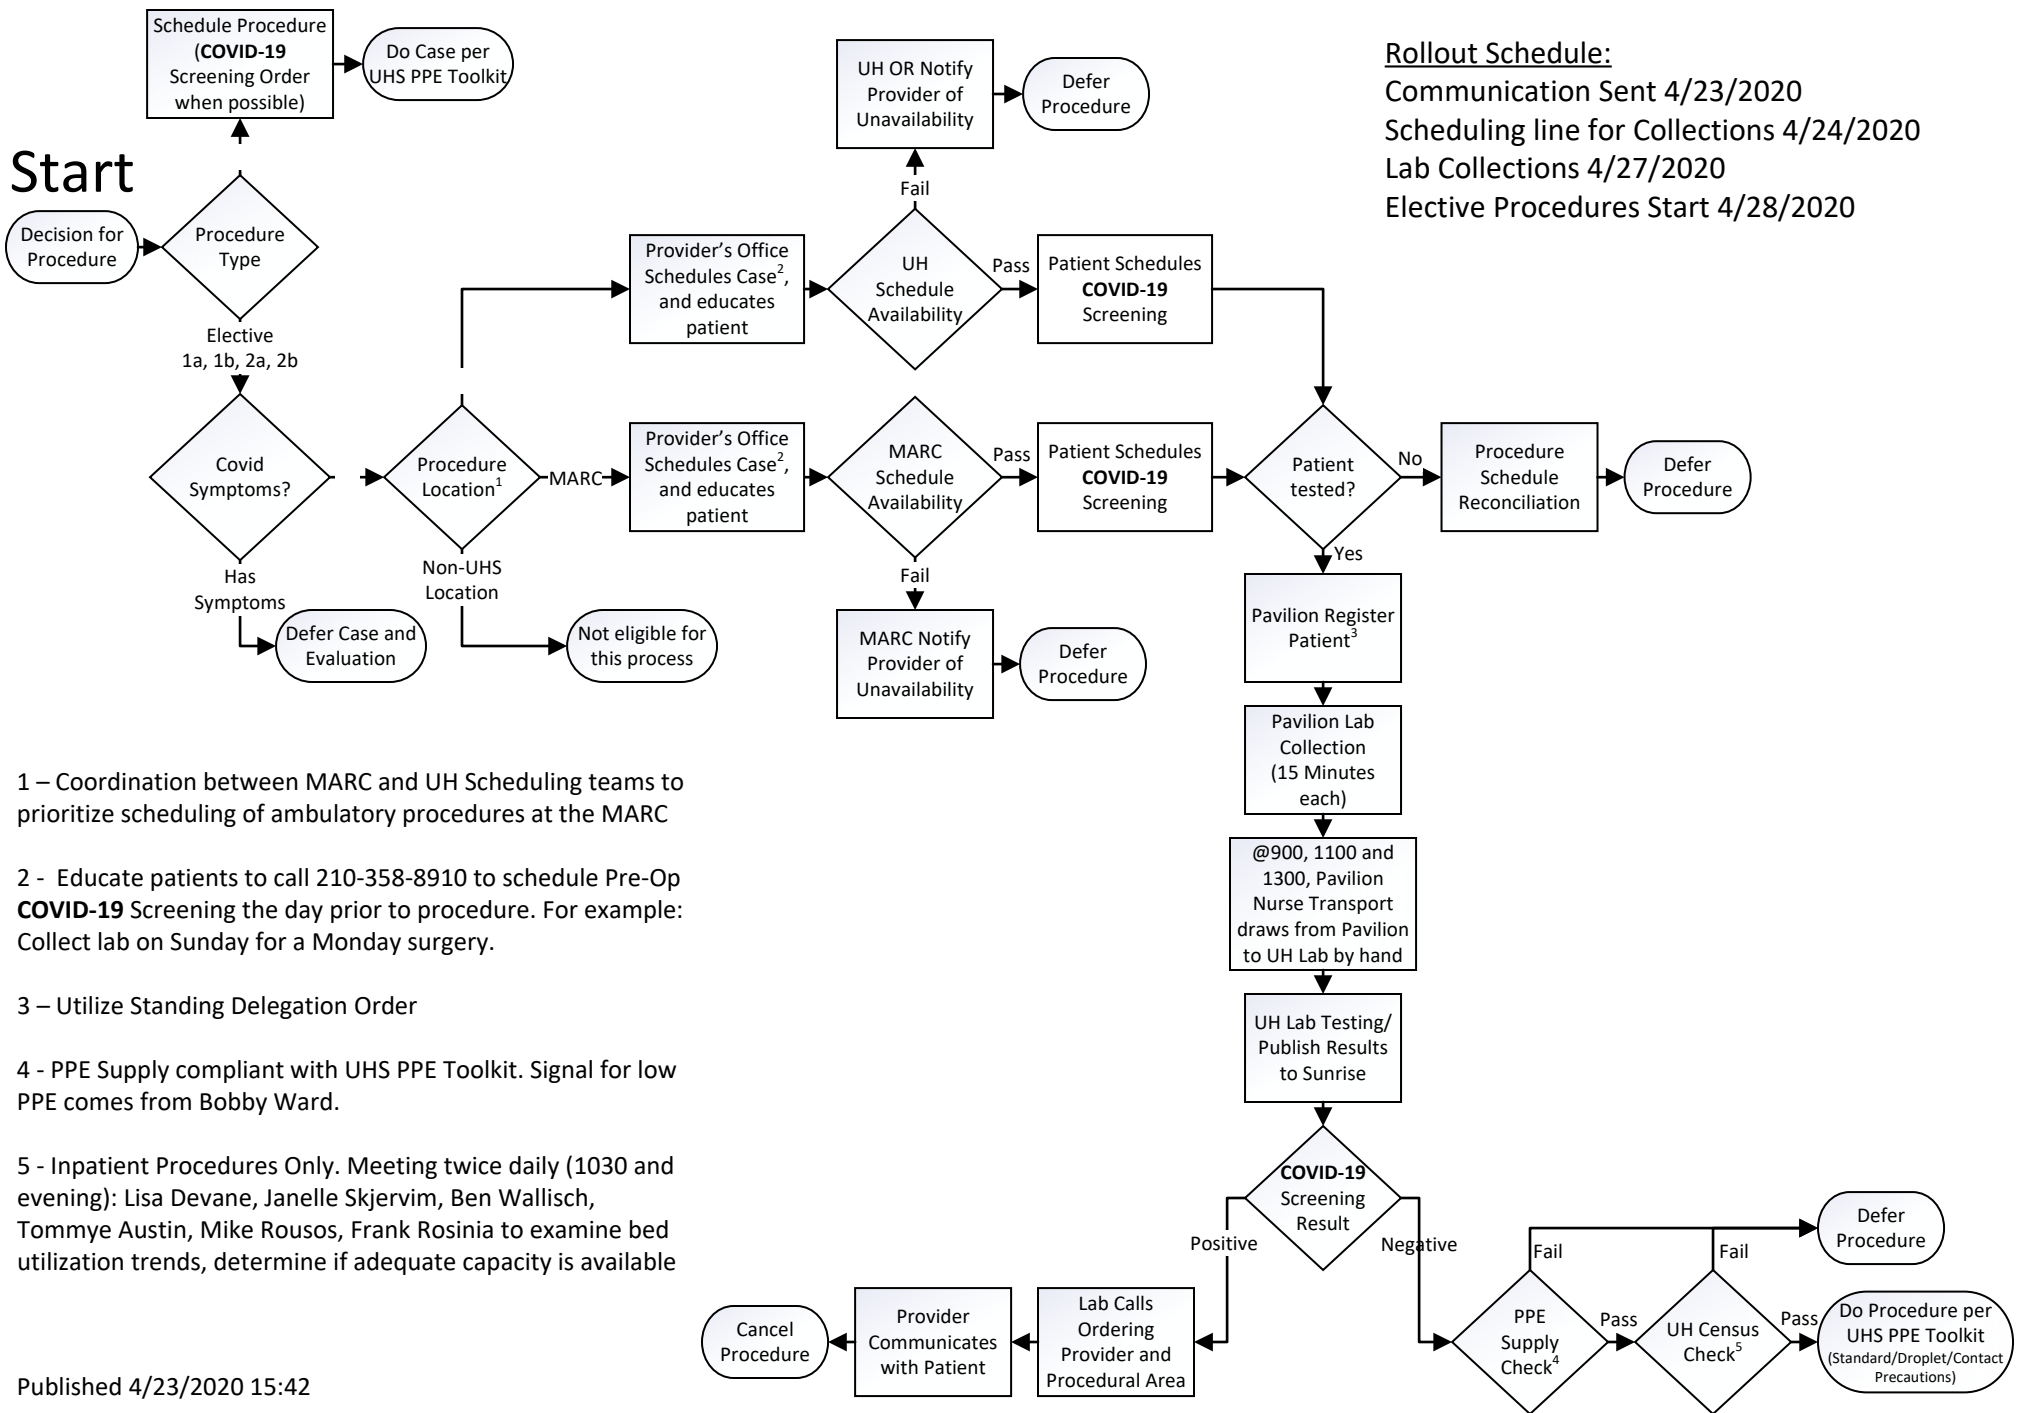 Schedule Procedure
(COVID-19
Screening Order
when possible)
Do Case per
UHS PPE Toolkit
UH OR Notify
Provider of
Unavailability
Defer
Procedure
Rollout Schedule:
Communication Sent 4/23/2020
Scheduling line for Collections 4/24/2020
Lab Collections 4/27/2020
Elective Procedures Start 4/28/2020
Start
Decision for
Procedure
Procedure
Type
Elective
1a, 1b, 2a, 2b
Fail
Provider's Office
Schedules Case2,
and educates
patient
UH
Schedule
Availability
Pass
Patient Schedules
COVID-19
Screening
Covid
Symptoms?
Procedure
Location1
MARC
Provider's Office
Schedules Case2,
and educates
patient
MARC
Schedule
Availability
Pass
Patient Schedules
COVID-19
Screening
Patient
tested?
No
Procedure
Schedule
Reconciliation
Defer
Procedure
Has
Symptoms
Defer Case and
Evaluation
Non-UHS
Location
Not eligible for
this process
Fail
MARC Notify
Provider of
Unavailability
Defer
Procedure
Yes
Pavilion Register
Patient3
Pavilion Lab
Collection
(15 Minutes
each)
@900, 1100 and
1300, Pavilion
Nurse Transport
draws from Pavilion
to UH Lab by hand
UH Lab Testing/
Publish Results
to Sunrise
COVID-19
Screening
Result
Positive
Negative
Lab Calls
Ordering
Provider and
Procedural Area
Provider
Communicates
with Patient
Cancel
Procedure
PPE
Supply
Check4
Fail
Pass
UH Census
Check5
Fail
Pass
Defer
Procedure
Do Procedure per
UHS PPE Toolkit
(Standard/Droplet/Contact
Precautions)
1 – Coordination between MARC and UH Scheduling teams to
prioritize scheduling of ambulatory procedures at the MARC
2 - Educate patients to call 210-358-8910 to schedule Pre-Op
COVID-19 Screening the day prior to procedure. For example:
Collect lab on Sunday for a Monday surgery.
3 – Utilize Standing Delegation Order
4 - PPE Supply compliant with UHS PPE Toolkit. Signal for low
PPE comes from Bobby Ward.
5 - Inpatient Procedures Only. Meeting twice daily (1030 and
evening): Lisa Devane, Janelle Skjervim, Ben Wallisch,
Tommye Austin, Mike Rousos, Frank Rosinia to examine bed
utilization trends, determine if adequate capacity is available
Published 4/23/2020 15:42